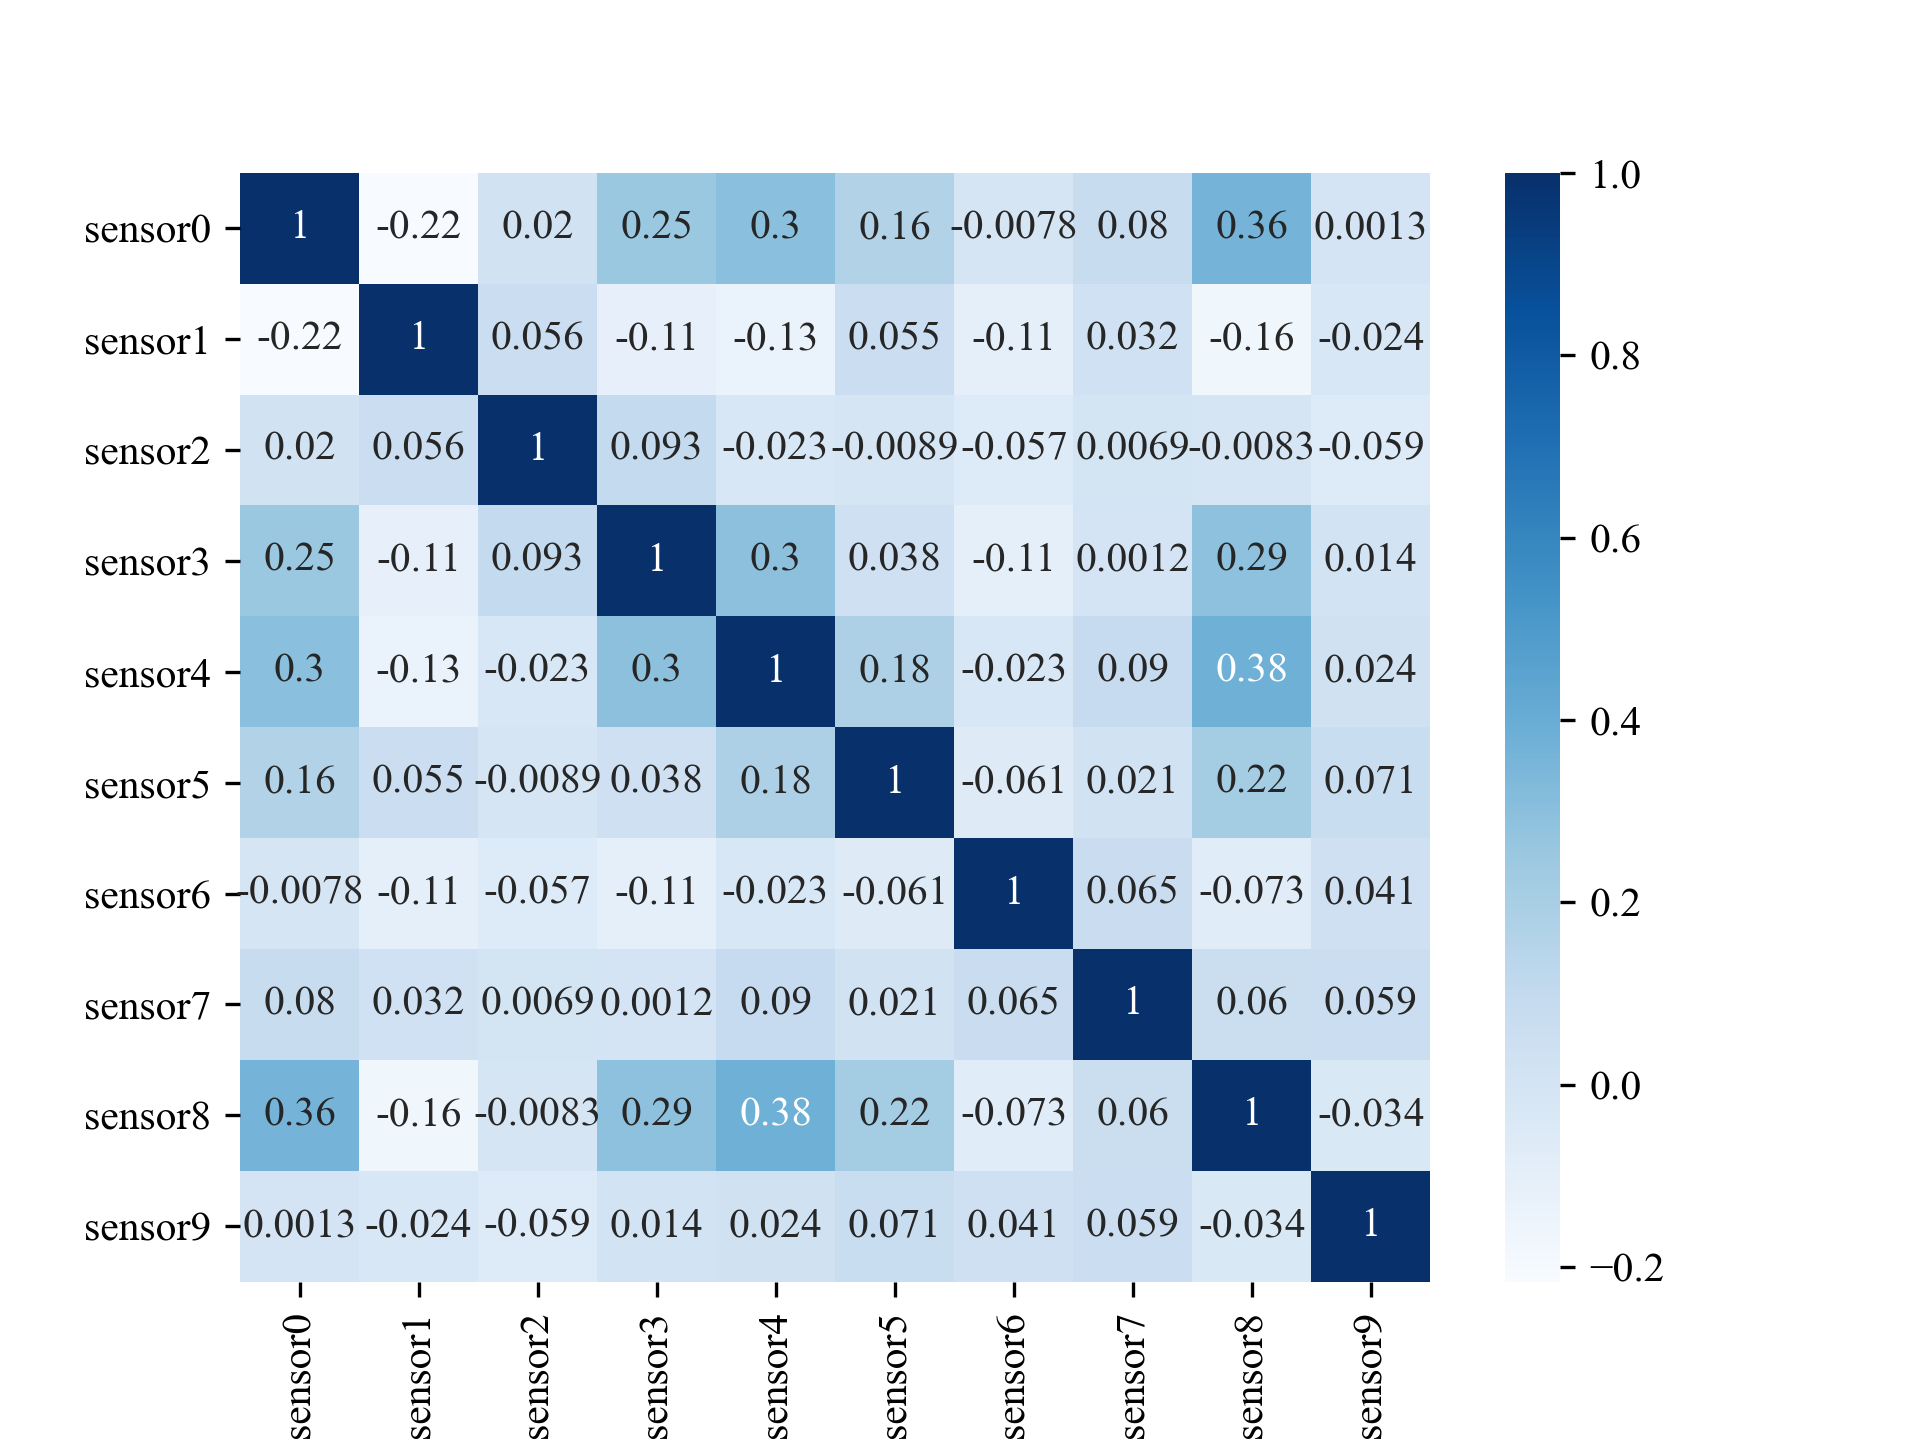 sensor0 1 -0.22 0.02 0.25 0.3 0.16 -0.0078 0.08 0.36 0.0013
sensor1 -0.22 1 0.056 -0.11 -0.13 0.055 -0.11 0.032 -0.16 -0.024
sensor2 0.02 0.056 1 0.093 -0.023 -0.0089 -0.057 0.0069 -0.0083 -0.059
sensor3 0.25 -0.11 0.093 1 0.3 0.038 -0.11 0.0012 0.29 0.014
sensor4 0.3 -0.13 -0.023 0.3 1 0.18 -0.023 0.09 0.38 0.024
sensor5 0.16 0.055 -0.0089 0.038 0.18 1 -0.061 0.021 0.22 0.071
sensor6 -0.0078 -0.11 -0.057 -0.11 -0.023 -0.061 1 0.065 -0.073 0.041
sensor7 0.08 0.032 0.0069 0.0012 0.09 0.021 0.065 1 0.06 0.059
sensor8 0.36 -0.16 -0.0083 0.29 0.38 0.22 -0.073 0.06 1 -0.034
sensor9 0.0013 -0.024 -0.059 0.014 0.024 0.071 0.041 0.059 -0.034 1
sensor0
sensor1
sensor2
sensor3
sensor4
sensor5
sensor6
sensor7
sensor8
sensor9
1.0
0.8
0.6
0.4
0.2
0.0
−0.2